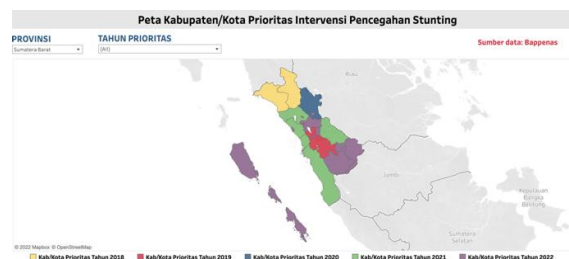 Peta Kabupaten/Kota Prioritas Intervensi Pencegahan Stunting
PROVINSI
TAHUN PRIORITAS
Sumatera Barat
(All)
Sumber data: Bappenas
Riau
Jambi
Kepulauan
Bangka
Belitung
Sumatera
Selatan
© 2022 Mapbox © OpenStreetMap
Kab/Kota Prioritas Tahun 2018
Kab/Kota Prioritas Tahun 2019
Kab/Kota Prioritas Tahun 2020
Kab/Kota Prioritas Tahun 2021
Kab/Kota Prioritas Tahun 2022